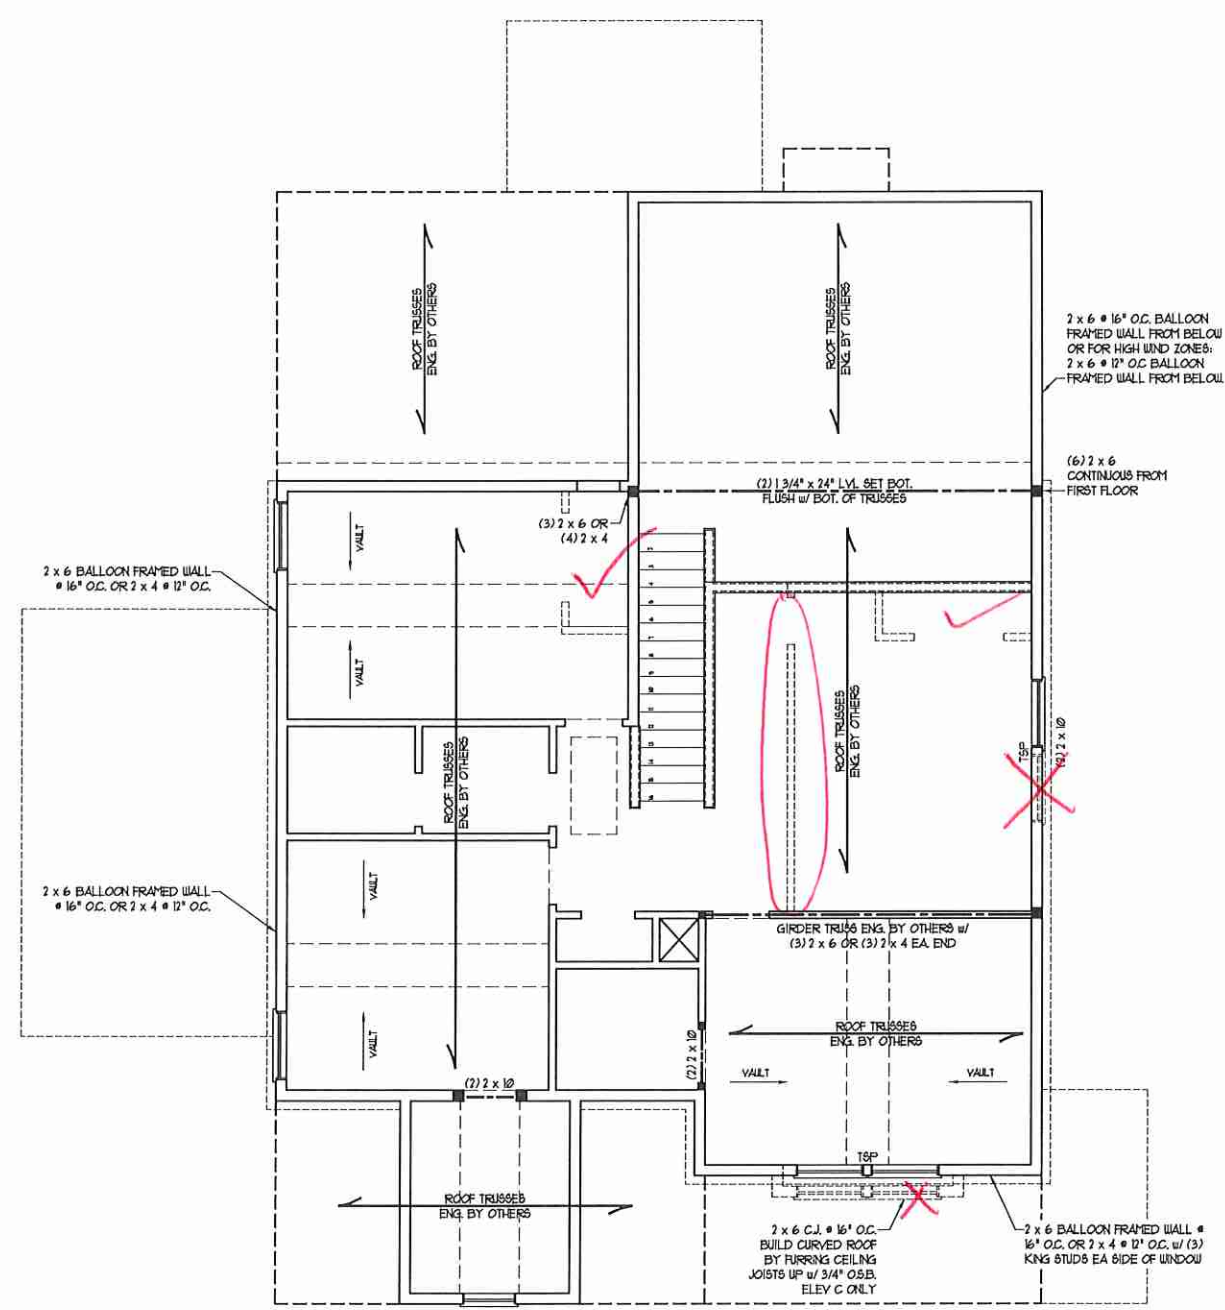 ROOF TRUSSES
ENG. BY OTHERS
ROOF TRUSSES
ENG. BY OTHERS
2 x 6 @ 16" O.C. BALLOON
FRAMED WALL FROM BELOW
OR FOR HIGH WIND ZONES:
2 x 6 @ 12" O.C BALLOON
FRAMED WALL FROM BELOW.
(6) 2 x 6
CONTINUOUS FROM
FIRST FLOOR
(2) 1 3/4" x 24" LVL SET BOT.
FLUSH w/ BOT. OF TRUSSES
(3) 2 x 6 OR
(4) 2 x 4
VAULT
2 x 6 BALLOON FRAMED WALL
@ 16" O.C. OR 2 x 4 @ 12" O.C.
VAULT
ROOF TRUSSES
ENG. BY OTHERS
ROOF TRUSSES
ENG. BY OTHERS
TSP
(2) 2 x 10
2 x 6 BALLOON FRAMED WALL
@ 16" O.C. OR 2 x 4 @ 12" O.C.
VAULT
GIRDER TRUSS ENG. BY OTHERS w/
(3) 2 x 6 OR (3) 2 x 4 EA. END
VAULT
ROOF TRUSSES
ENG. BY OTHERS
(2) 2 x 10
VAULT
VAULT
(2) 2 x 10
TSP
ROOF TRUSSES
ENG. BY OTHERS
2 x 6 C.J. @ 16" O.C.
BUILD CURVED ROOF
BY FURRING CEILING
JOISTS UP w/ 3/4" O.S.B.
ELEV C ONLY
2 x 6 BALLOON FRAMED WALL @
16" O.C. OR 2 x 4 @ 12" O.C. w/ (3)
KING STUDS EA SIDE OF WINDOW